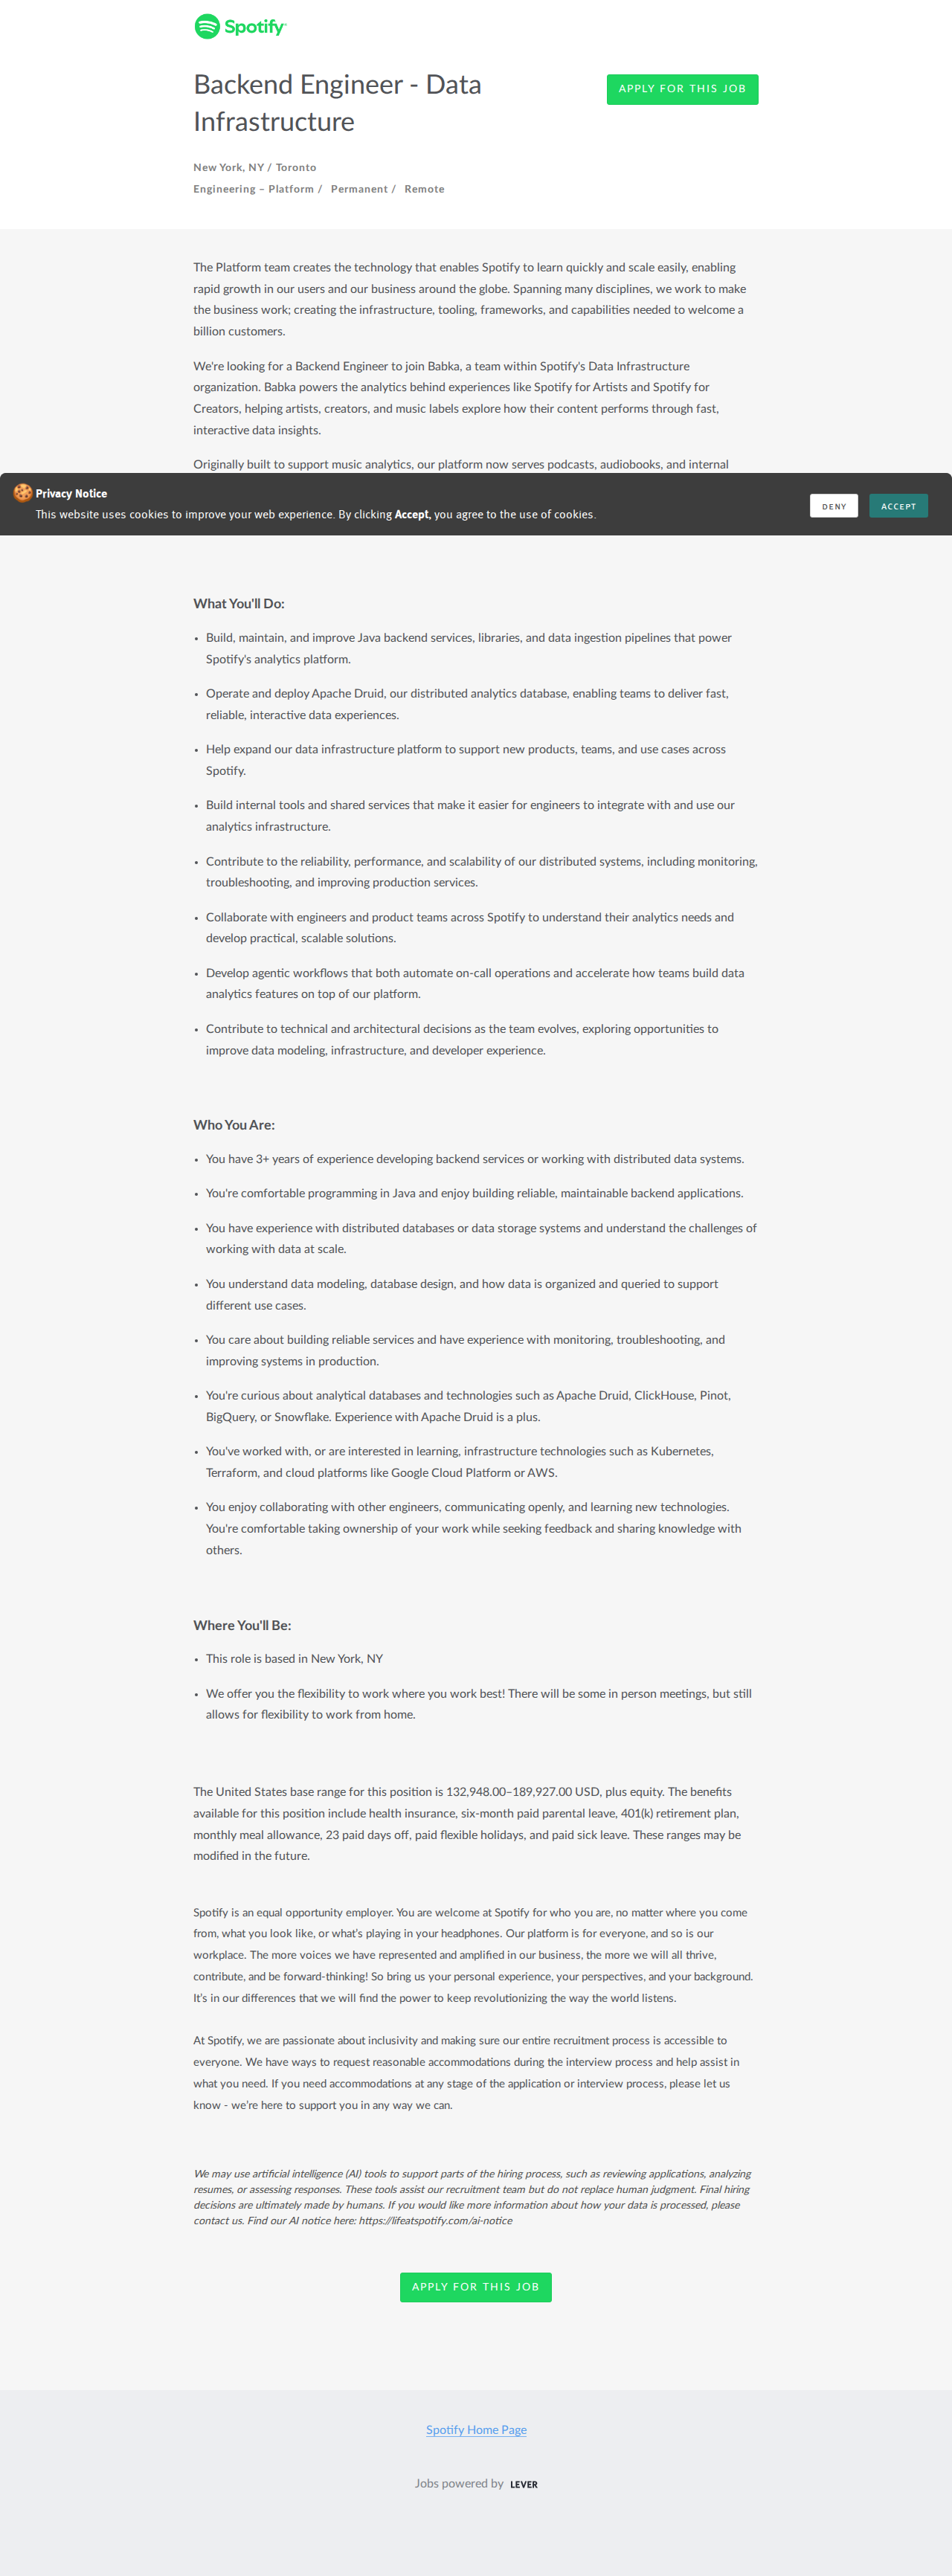 Spotify
Backend Engineer - Data
Infrastructure
APPLY FOR THIS JOB
New York, NY / Toronto
Engineering – Platform / Permanent / Remote
The Platform team creates the technology that enables Spotify to learn quickly and scale easily, enabling
rapid growth in our users and our business around the globe. Spanning many disciplines, we work to make
the business work; creating the infrastructure, tooling, frameworks, and capabilities needed to welcome a
billion customers.
We're looking for a Backend Engineer to join Babka, a team within Spotify's Data Infrastructure
organization. Babka powers the analytics behind experiences like Spotify for Artists and Spotify for
Creators, helping artists, creators, and music labels explore how their content performs through fast,
interactive data insights.
Originally built to support music analytics, our platform now serves podcasts, audiobooks, and internal
🍪 Privacy Notice
This website uses cookies to improve your web experience. By clicking Accept, you agree to the use of cookies.
DENY
ACCEPT
What You'll Do:
• Build, maintain, and improve Java backend services, libraries, and data ingestion pipelines that power
Spotify's analytics platform.
• Operate and deploy Apache Druid, our distributed analytics database, enabling teams to deliver fast,
reliable, interactive data experiences.
• Help expand our data infrastructure platform to support new products, teams, and use cases across
Spotify.
• Build internal tools and shared services that make it easier for engineers to integrate with and use our
analytics infrastructure.
• Contribute to the reliability, performance, and scalability of our distributed systems, including monitoring,
troubleshooting, and improving production services.
• Collaborate with engineers and product teams across Spotify to understand their analytics needs and
develop practical, scalable solutions.
• Develop agentic workflows that both automate on-call operations and accelerate how teams build data
analytics features on top of our platform.
• Contribute to technical and architectural decisions as the team evolves, exploring opportunities to
improve data modeling, infrastructure, and developer experience.
Who You Are:
• You have 3+ years of experience developing backend services or working with distributed data systems.
• You're comfortable programming in Java and enjoy building reliable, maintainable backend applications.
• You have experience with distributed databases or data storage systems and understand the challenges of
working with data at scale.
• You understand data modeling, database design, and how data is organized and queried to support
different use cases.
• You care about building reliable services and have experience with monitoring, troubleshooting, and
improving systems in production.
• You're curious about analytical databases and technologies such as Apache Druid, ClickHouse, Pinot,
BigQuery, or Snowflake. Experience with Apache Druid is a plus.
• You've worked with, or are interested in learning, infrastructure technologies such as Kubernetes,
Terraform, and cloud platforms like Google Cloud Platform or AWS.
• You enjoy collaborating with other engineers, communicating openly, and learning new technologies.
You're comfortable taking ownership of your work while seeking feedback and sharing knowledge with
others.
Where You'll Be:
• This role is based in New York, NY
• We offer you the flexibility to work where you work best! There will be some in person meetings, but still
allows for flexibility to work from home.
The United States base range for this position is 132,948.00–189,927.00 USD, plus equity. The benefits
available for this position include health insurance, six-month paid parental leave, 401(k) retirement plan,
monthly meal allowance, 23 paid days off, paid flexible holidays, and paid sick leave. These ranges may be
modified in the future.
Spotify is an equal opportunity employer. You are welcome at Spotify for who you are, no matter where you come
from, what you look like, or what's playing in your headphones. Our platform is for everyone, and so is our
workplace. The more voices we have represented and amplified in our business, the more we will all thrive,
contribute, and be forward-thinking! So bring us your personal experience, your perspectives, and your background.
It's in our differences that we will find the power to keep revolutionizing the way the world listens.
At Spotify, we are passionate about inclusivity and making sure our entire recruitment process is accessible to
everyone. We have ways to request reasonable accommodations during the interview process and help assist in
what you need. If you need accommodations at any stage of the application or interview process, please let us
know - we're here to support you in any way we can.
We may use artificial intelligence (AI) tools to support parts of the hiring process, such as reviewing applications, analyzing
resumes, or assessing responses. These tools assist our recruitment team but do not replace human judgment. Final hiring
decisions are ultimately made by humans. If you would like more information about how your data is processed, please
contact us. Find our AI notice here: https://lifeatspotify.com/ai-notice
APPLY FOR THIS JOB
Spotify Home Page
Jobs powered by LEVER